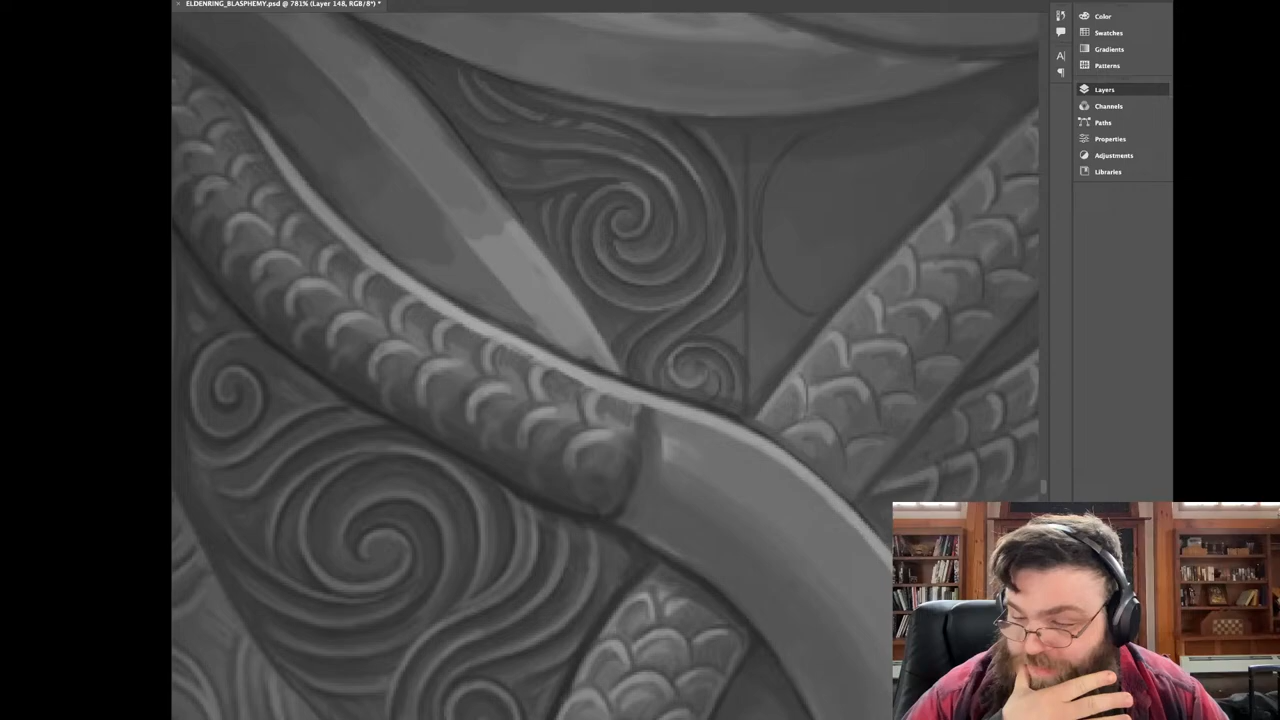 ELDENRING_BLASPHEMY.psd @ 781% (Layer 148, RGB/8*) *
Color
Swatches
Gradients
Patterns
Layers
Channels
Paths
Properties
Adjustments
Libraries